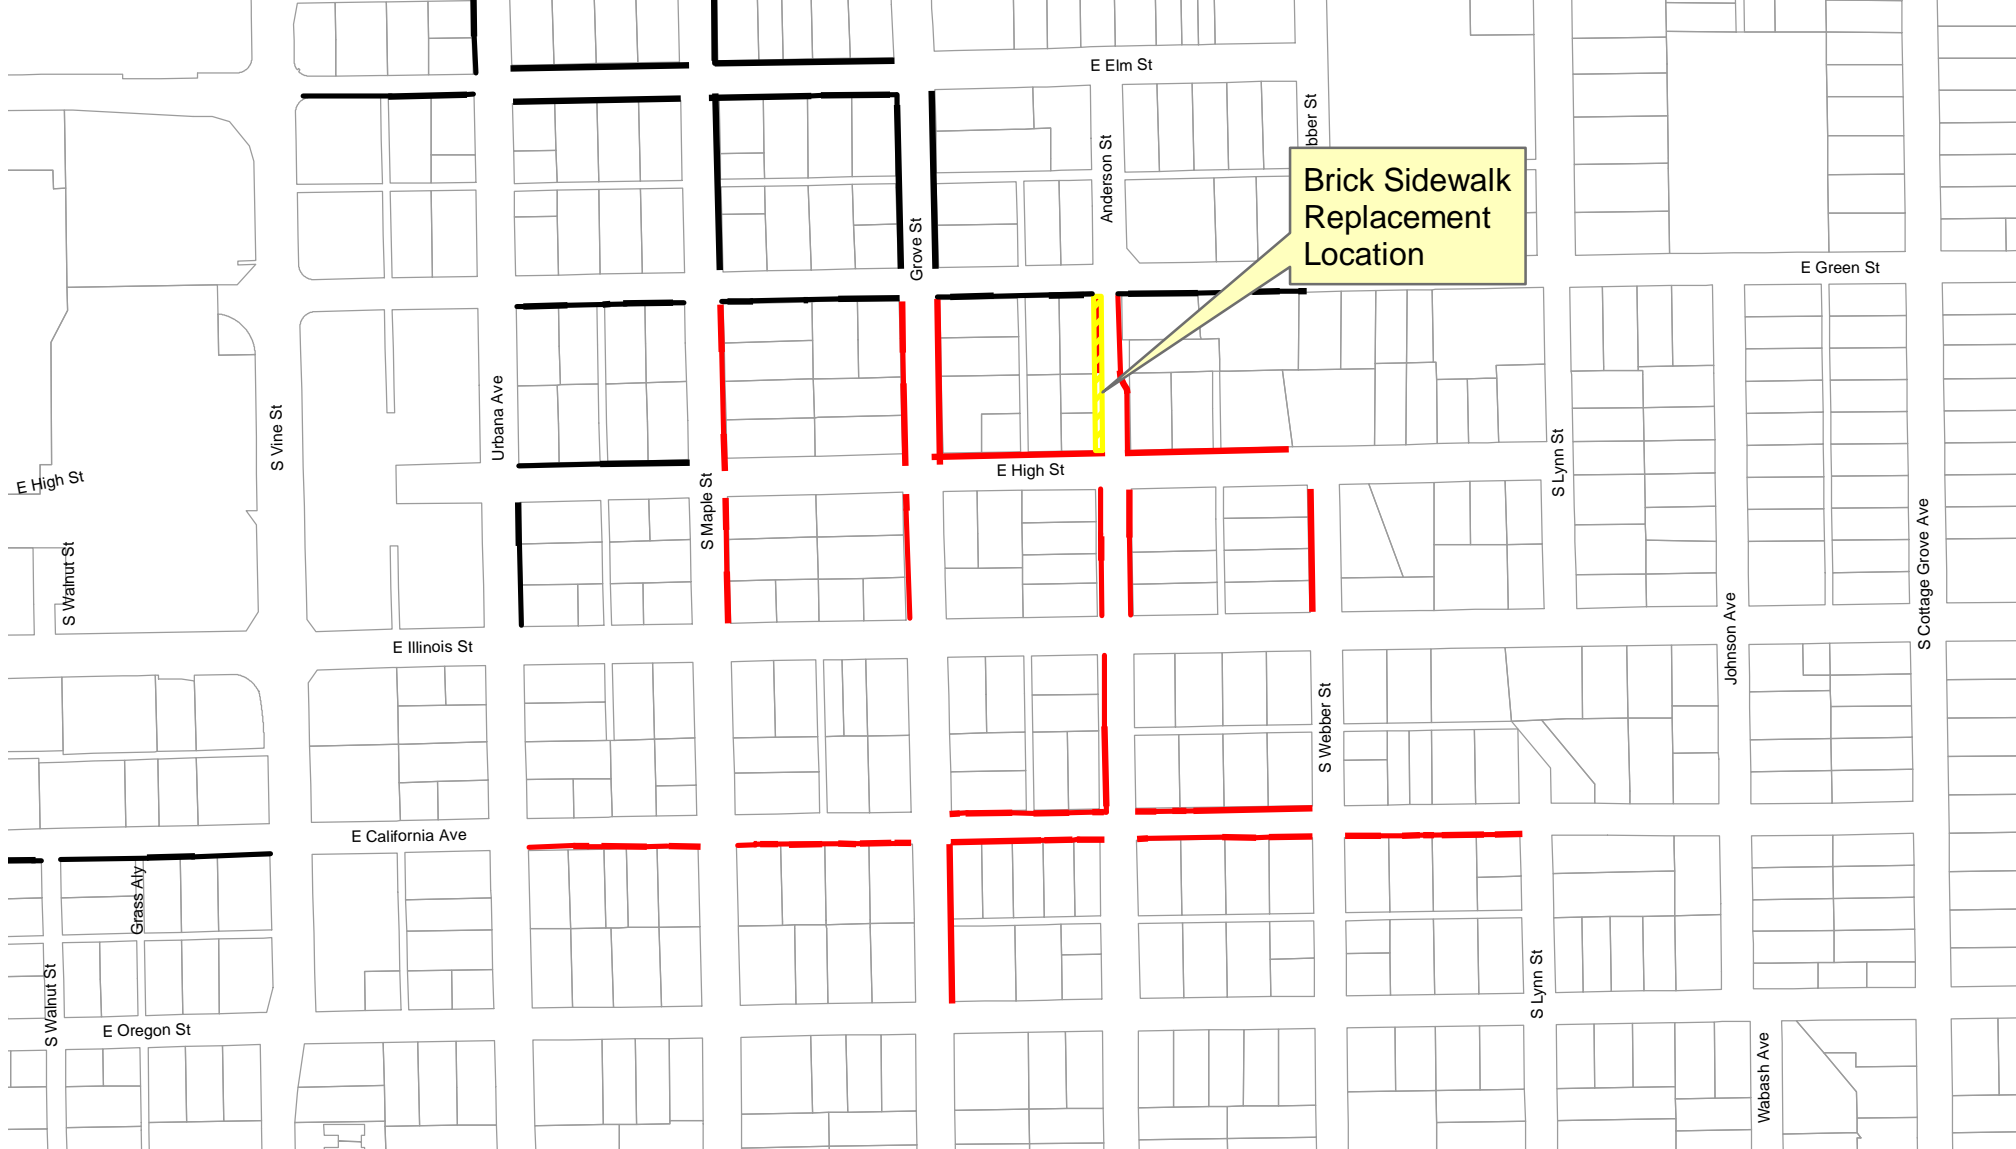 E Elm St
bber St
Anderson St
Brick Sidewalk
Replacement
Location
Grove St
E Green St
Urbana Ave
S Vine St
S Lynn St
E High St
E High St
S Maple St
S Cottage Grove Ave
S Walnut St
Johnson Ave
E Illinois St
S Webber St
E California Ave
Grass Aly
S Walnut St
S Lynn St
E Oregon St
Wabash Ave